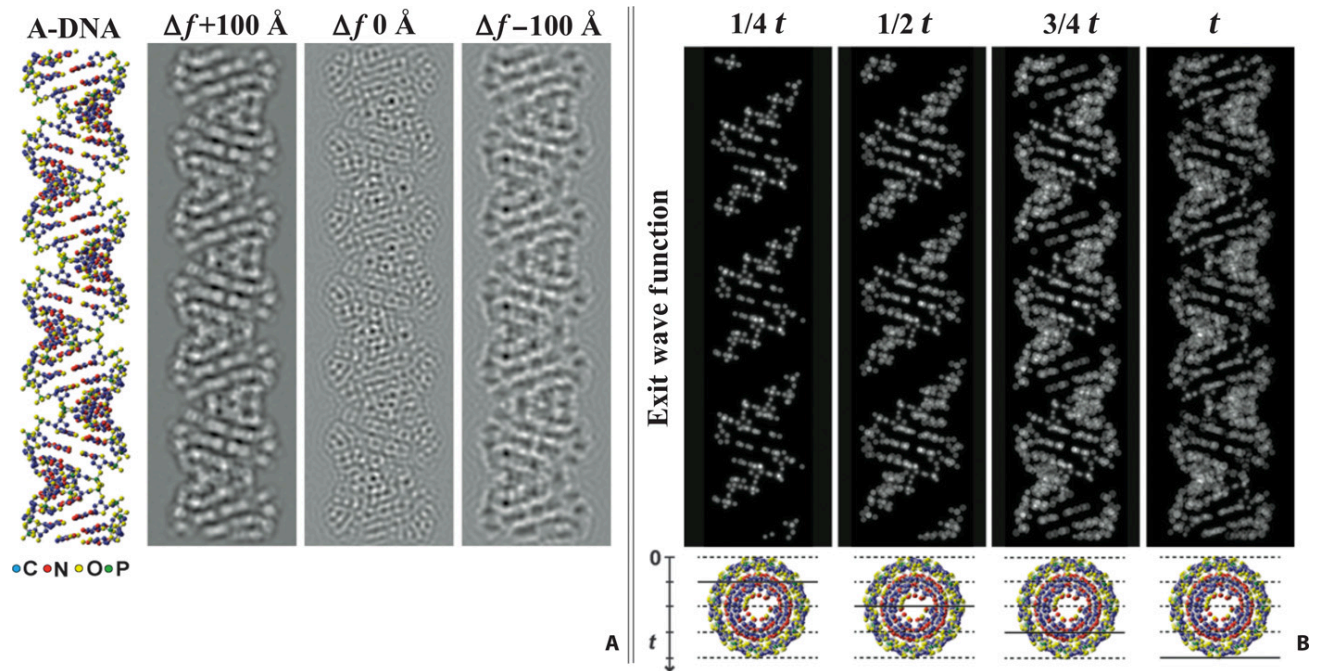 A-DNA Δf+100 Å Δf 0 Å Δf−100 Å
C N O P
A
1/4 t 1/2 t 3/4 t t
Exit wave function
0
t
B